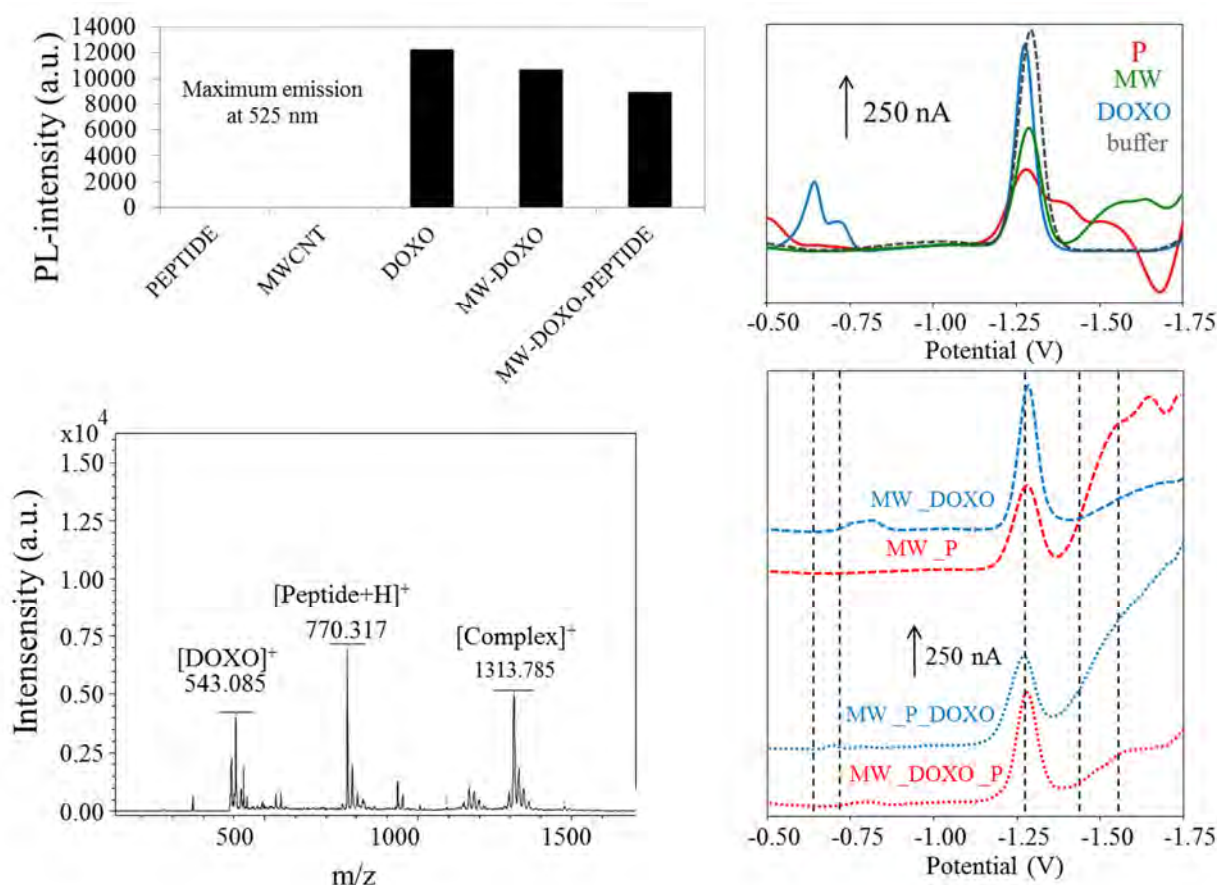 14000
12000
10000
8000
6000
4000
2000
0
PL-intensity (a.u.)
Maximum emission
at 525 nm
PEPTIDE
MWCNT
DOXO
MW-DOXO
MW-DOXO-PEPTIDE
250 nA
P
MW
DOXO
buffer
-0.50 -0.75 -1.00 -1.25 -1.50 -1.75
Potential (V)
x10⁴
1.50
1.25
1.00
0.75
0.50
0.25
0.00
Intensensity (a.u.)
[DOXO]⁺
543.085
[Peptide+H]⁺
770.317
[Complex]⁺
1313.785
500 1000 1500
m/z
MW_DOXO
MW_P
250 nA
MW_P_DOXO
MW_DOXO_P
-0.50 -0.75 -1.00 -1.25 -1.50 -1.75
Potential (V)